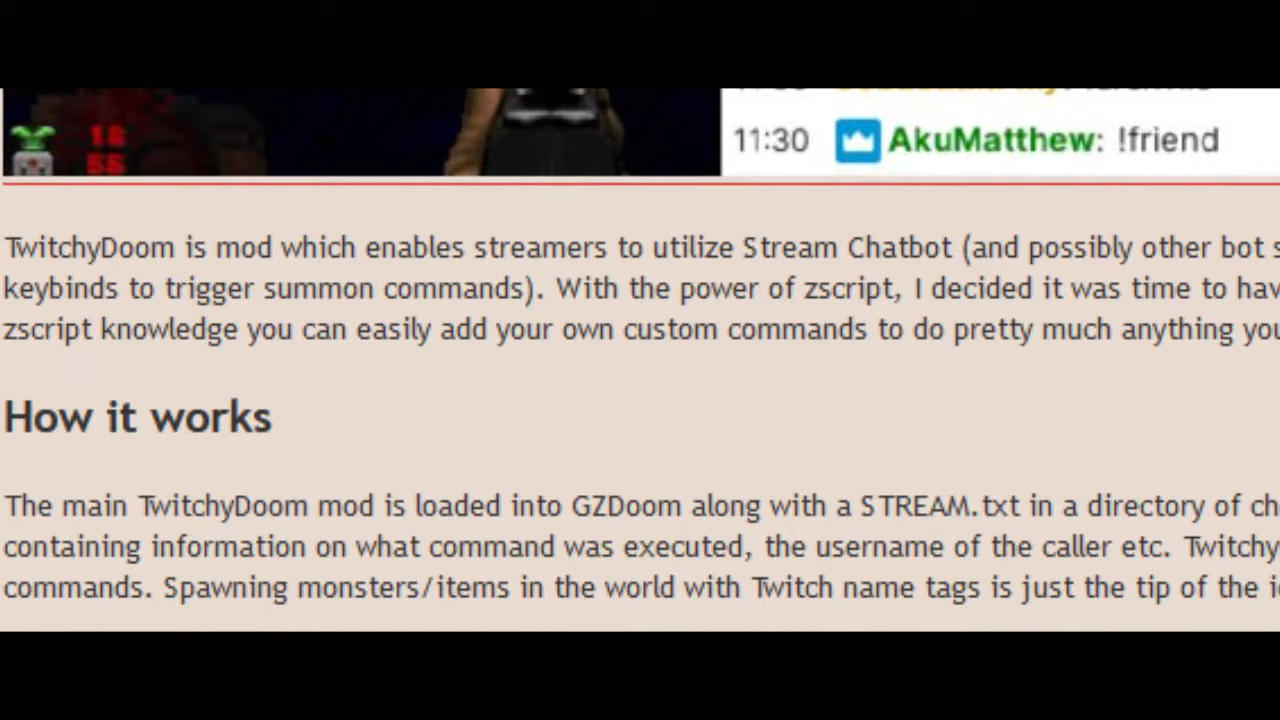 18
55
11:30 AkuMatthew: !friend
TwitchyDoom is mod which enables streamers to utilize Stream Chatbot (and possibly other bot s
keybinds to trigger summon commands). With the power of zscript, I decided it was time to hav
zscript knowledge you can easily add your own custom commands to do pretty much anything you
How it works
The main TwitchyDoom mod is loaded into GZDoom along with a STREAM.txt in a directory of ch
containing information on what command was executed, the username of the caller etc. Twitchy
commands. Spawning monsters/items in the world with Twitch name tags is just the tip of the i